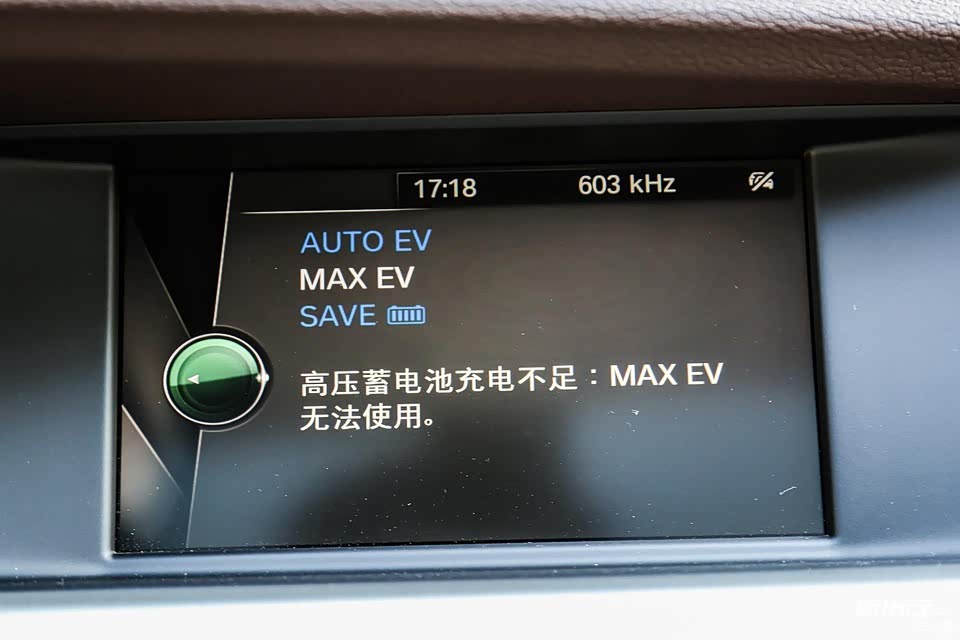 17:18 603 kHz
AUTO EV
MAX EV
SAVE
高压蓄电池充电不足：MAX EV
无法使用。